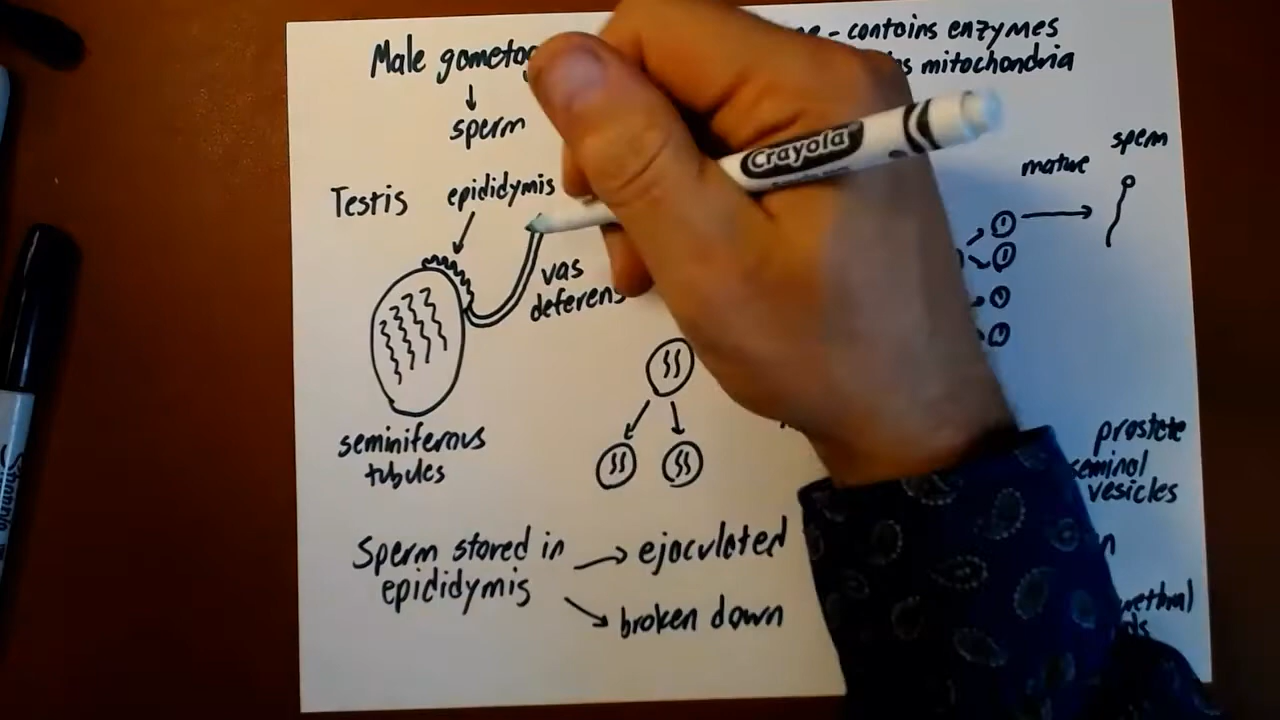 Male gameto
- contains enzymes
mitochondria
sperm
sperm
mature
Testis
epididymis
vas
deferens
seminiferous
tubules
prostate
seminal
vesicles
Sperm stored in
epididymis
ejaculated
broken down
Crayola